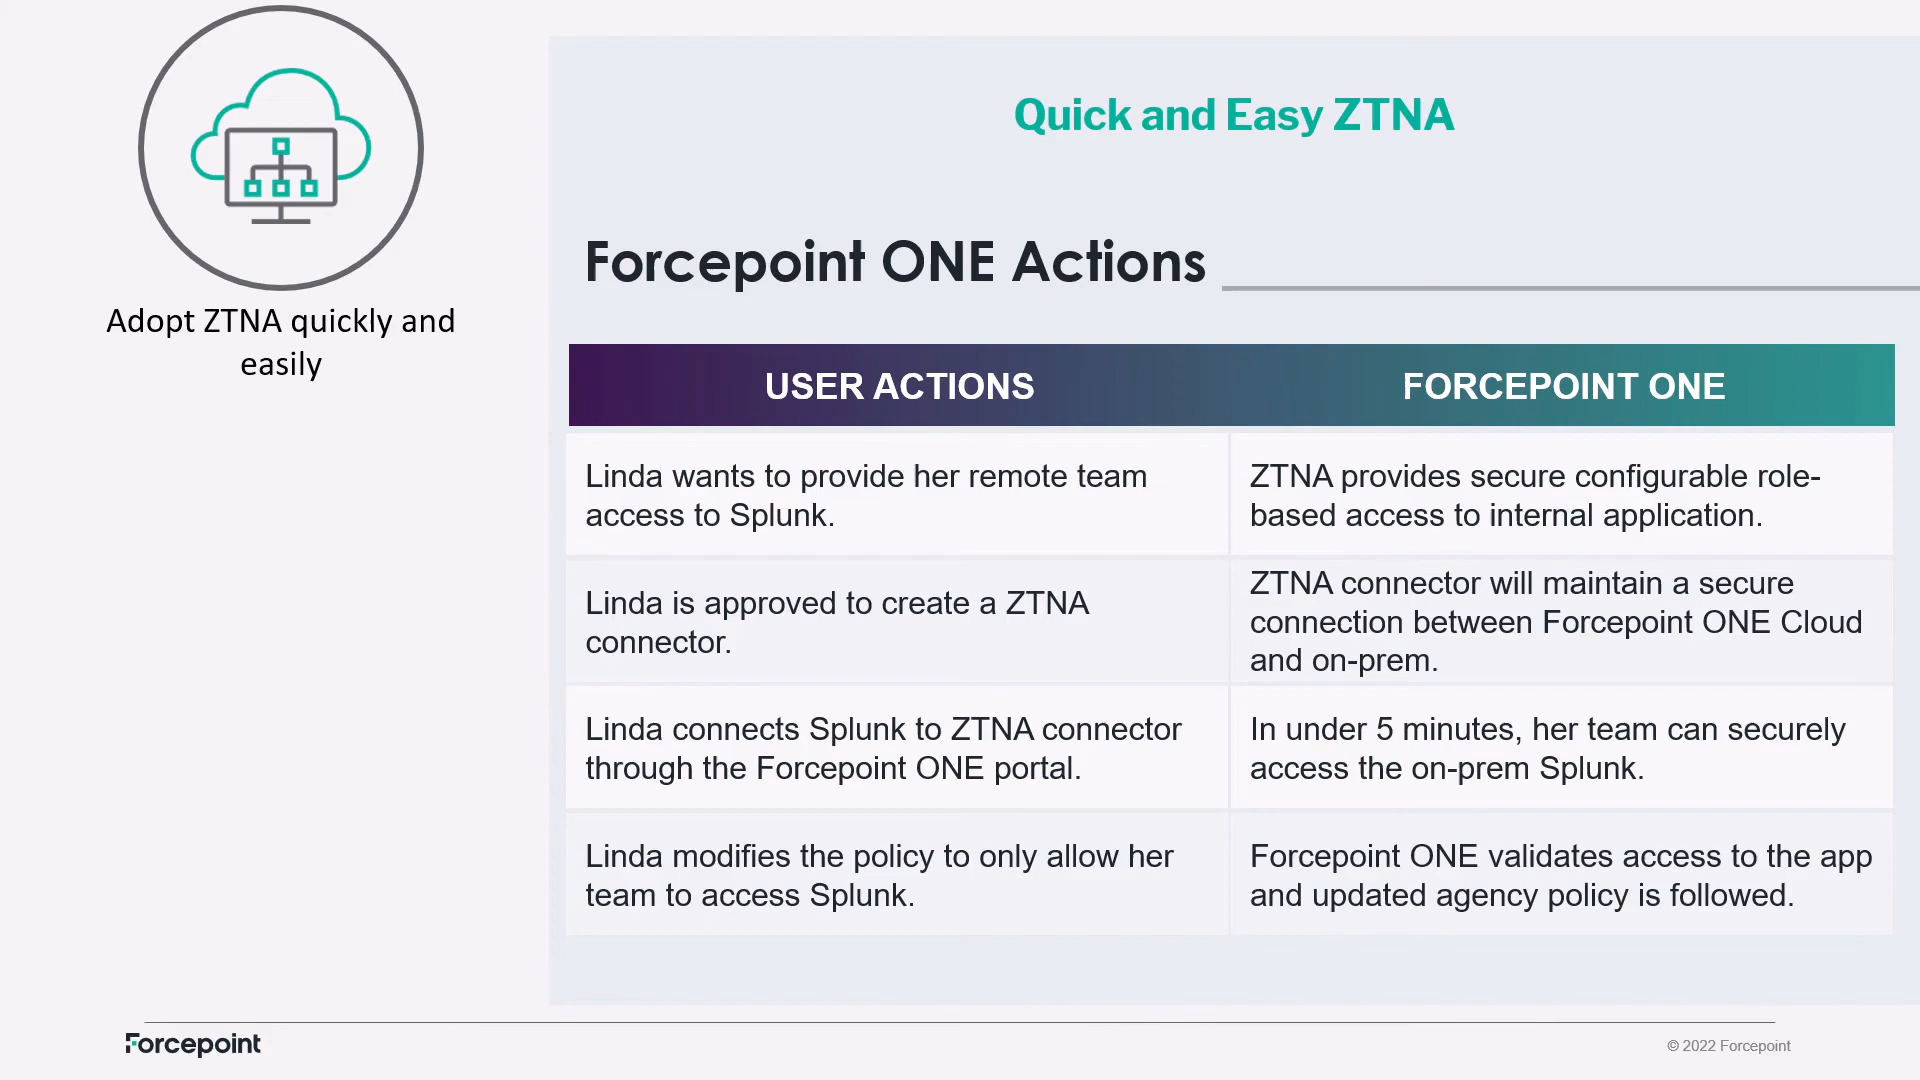 Adopt ZTNA quickly and
easily
Quick and Easy ZTNA
Forcepoint ONE Actions
USER ACTIONS
FORCEPOINT ONE
Linda wants to provide her remote team
access to Splunk.
ZTNA provides secure configurable role-
based access to internal application.
Linda is approved to create a ZTNA
connector.
ZTNA connector will maintain a secure
connection between Forcepoint ONE Cloud
and on-prem.
Linda connects Splunk to ZTNA connector
through the Forcepoint ONE portal.
In under 5 minutes, her team can securely
access the on-prem Splunk.
Linda modifies the policy to only allow her
team to access Splunk.
Forcepoint ONE validates access to the app
and updated agency policy is followed.
Forcepoint
© 2022 Forcepoint